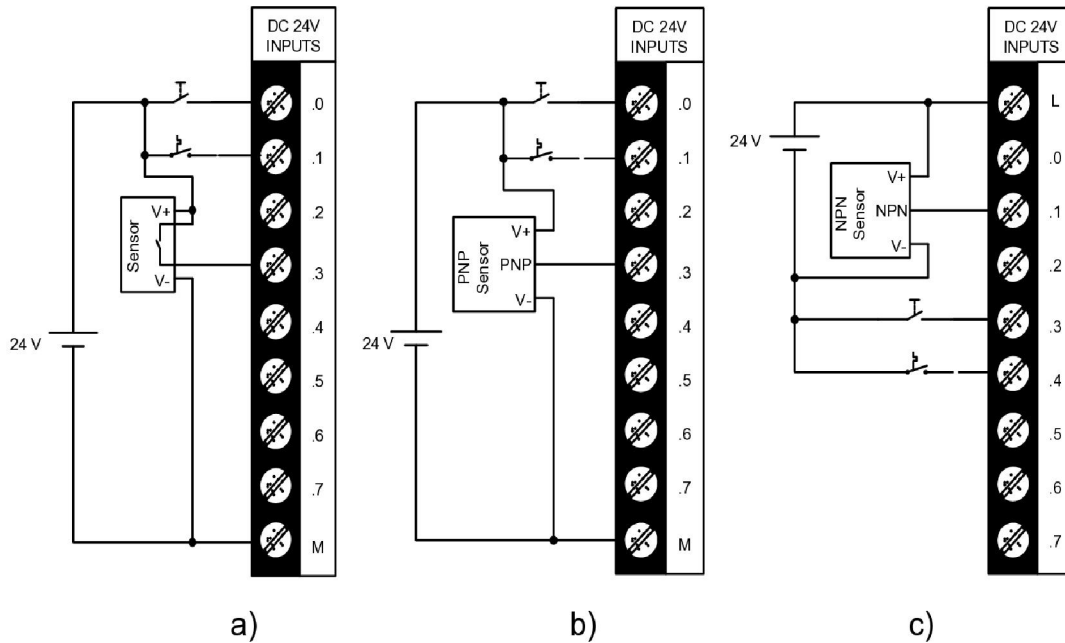 DC 24V
INPUTS
.0
.1
.2
.3
.4
.5
.6
.7
M
V+
Sensor
V-
24 V
a)
DC 24V
INPUTS
.0
.1
.2
.3
.4
.5
.6
.7
M
V+
PNP
Sensor
PNP
V-
24 V
b)
DC 24V
INPUTS
L
.0
.1
.2
.3
.4
.5
.6
.7
24 V
V+
NPN
Sensor
NPN
V-
c)